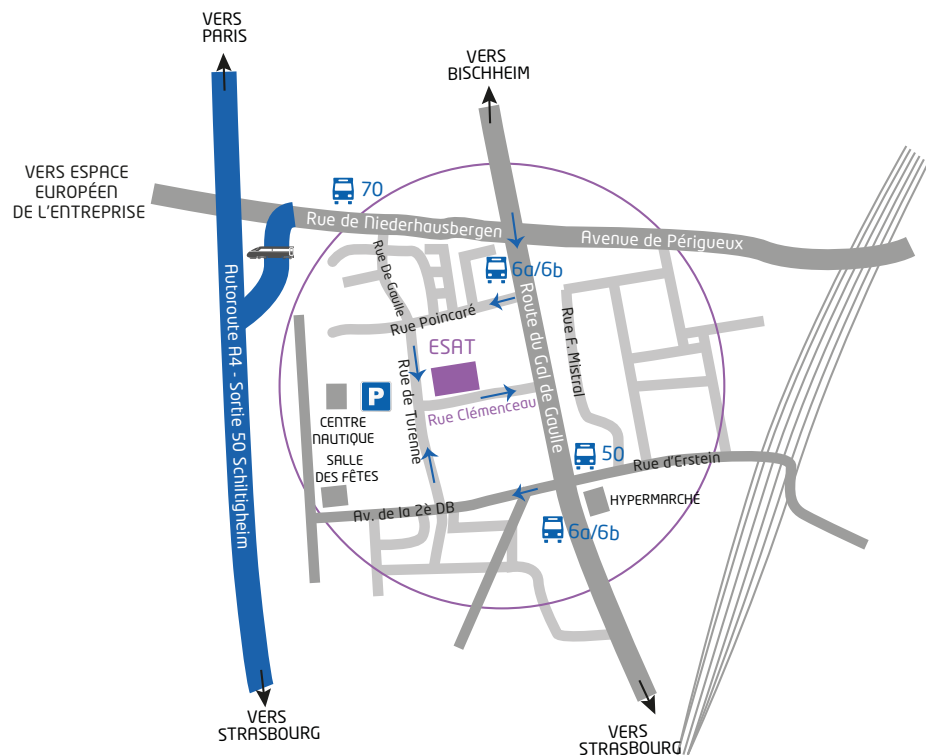 VERS
PARIS
VERS
BISCHHEIM
VERS ESPACE
EUROPÉEN
DE L'ENTREPRISE
70
Rue de Niederhausbergen
Avenue de Périgueux
6a/6b
Rue De Gaulle
Rue Poincaré
Autoroute A4 - Sortie 50 Schiltigheim
Route du Gal de Gaulle
Rue F. Mistral
ESAT
P
Rue de Turenne
Rue Clémenceau
CENTRE
NAUTIQUE
SALLE
DES FÊTES
50
Rue d'Erstein
HYPERMARCHE
Av. de la 2è DB
6a/6b
VERS
STRASBOURG
VERS
STRASBOURG